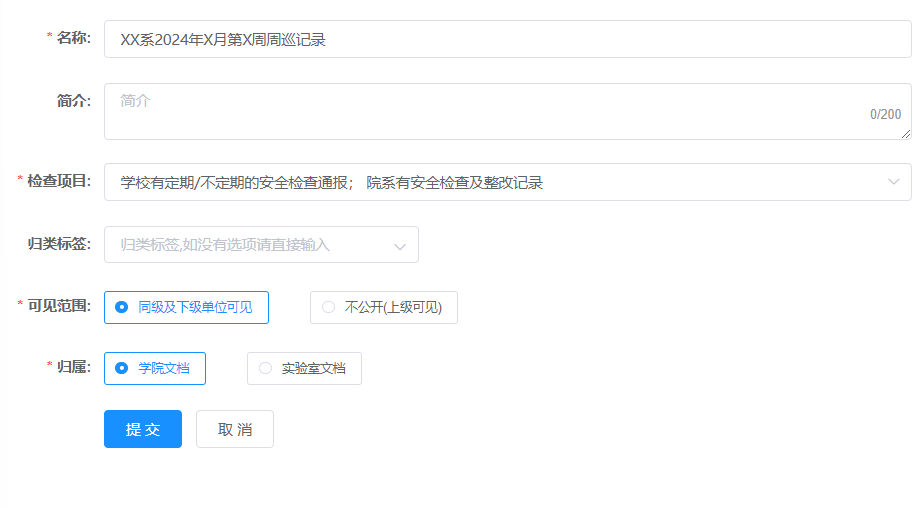 * 名称: XX系2024年X月第X周周巡记录
简介: 简介
0/200
* 检查项目: 学校有定期/不定期的安全检查通报； 院系有安全检查及整改记录
归类标签: 归类标签,如没有选项请直接输入
* 可见范围: 同级及下级单位可见 不公开(上级可见)
* 归属: 学院文档 实验室文档
提 交 取 消